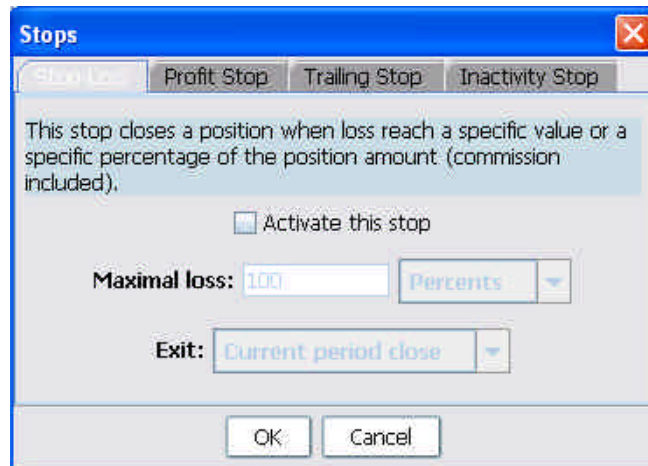 Stops
Stop Loss Profit Stop Trailing Stop Inactivity Stop
This stop closes a position when loss reach a specific value or a
specific percentage of the position amount (commission
included).
Activate this stop
Maximal loss: 100 Percents
Exit: Current period close
OK Cancel